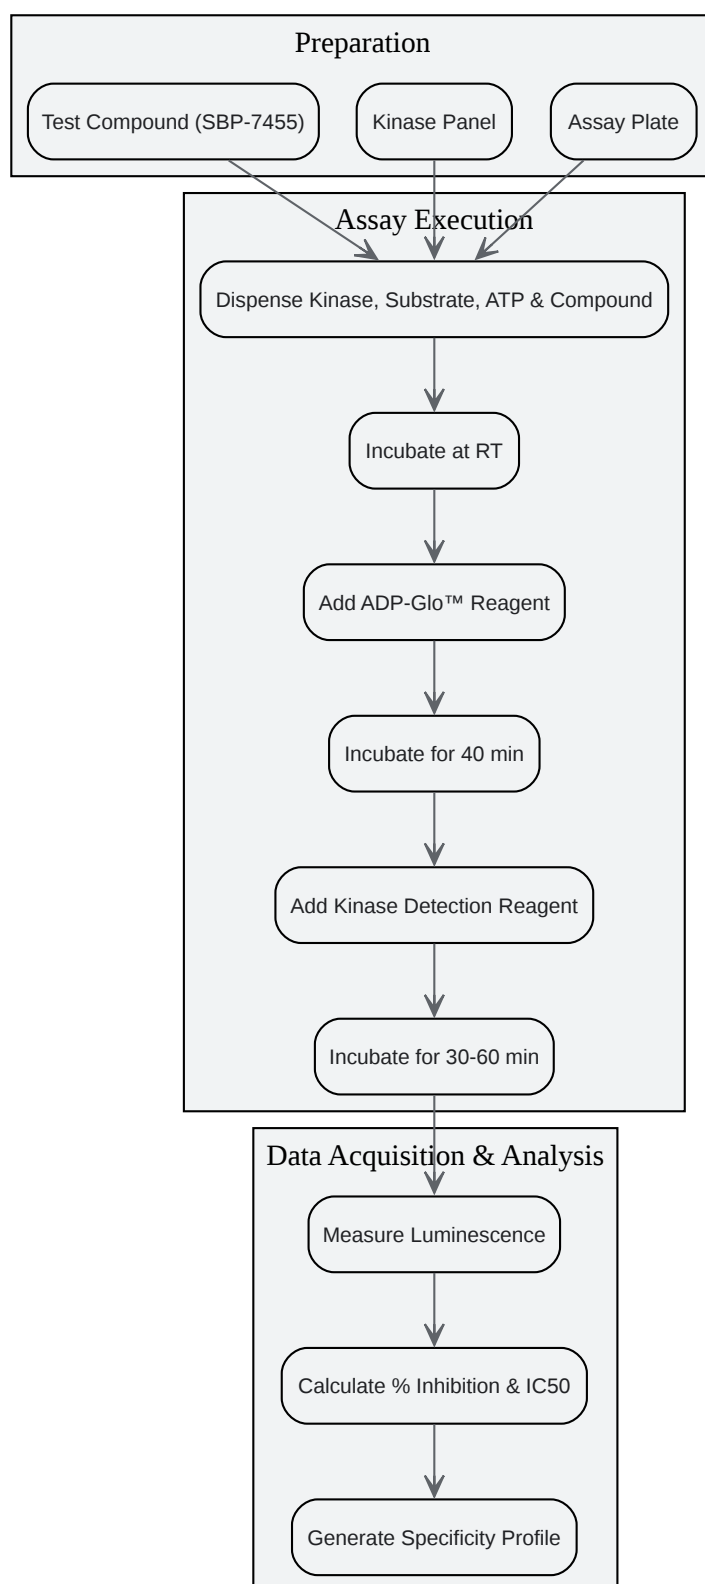 Preparation
Test Compound (SBP-7455)
Kinase Panel
Assay Plate
Assay Execution
Dispense Kinase, Substrate, ATP & Compound
Incubate at RT
Add ADP-Glo™ Reagent
Incubate for 40 min
Add Kinase Detection Reagent
Incubate for 30-60 min
Data Acquisition & Analysis
Measure Luminescence
Calculate % Inhibition & IC50
Generate Specificity Profile